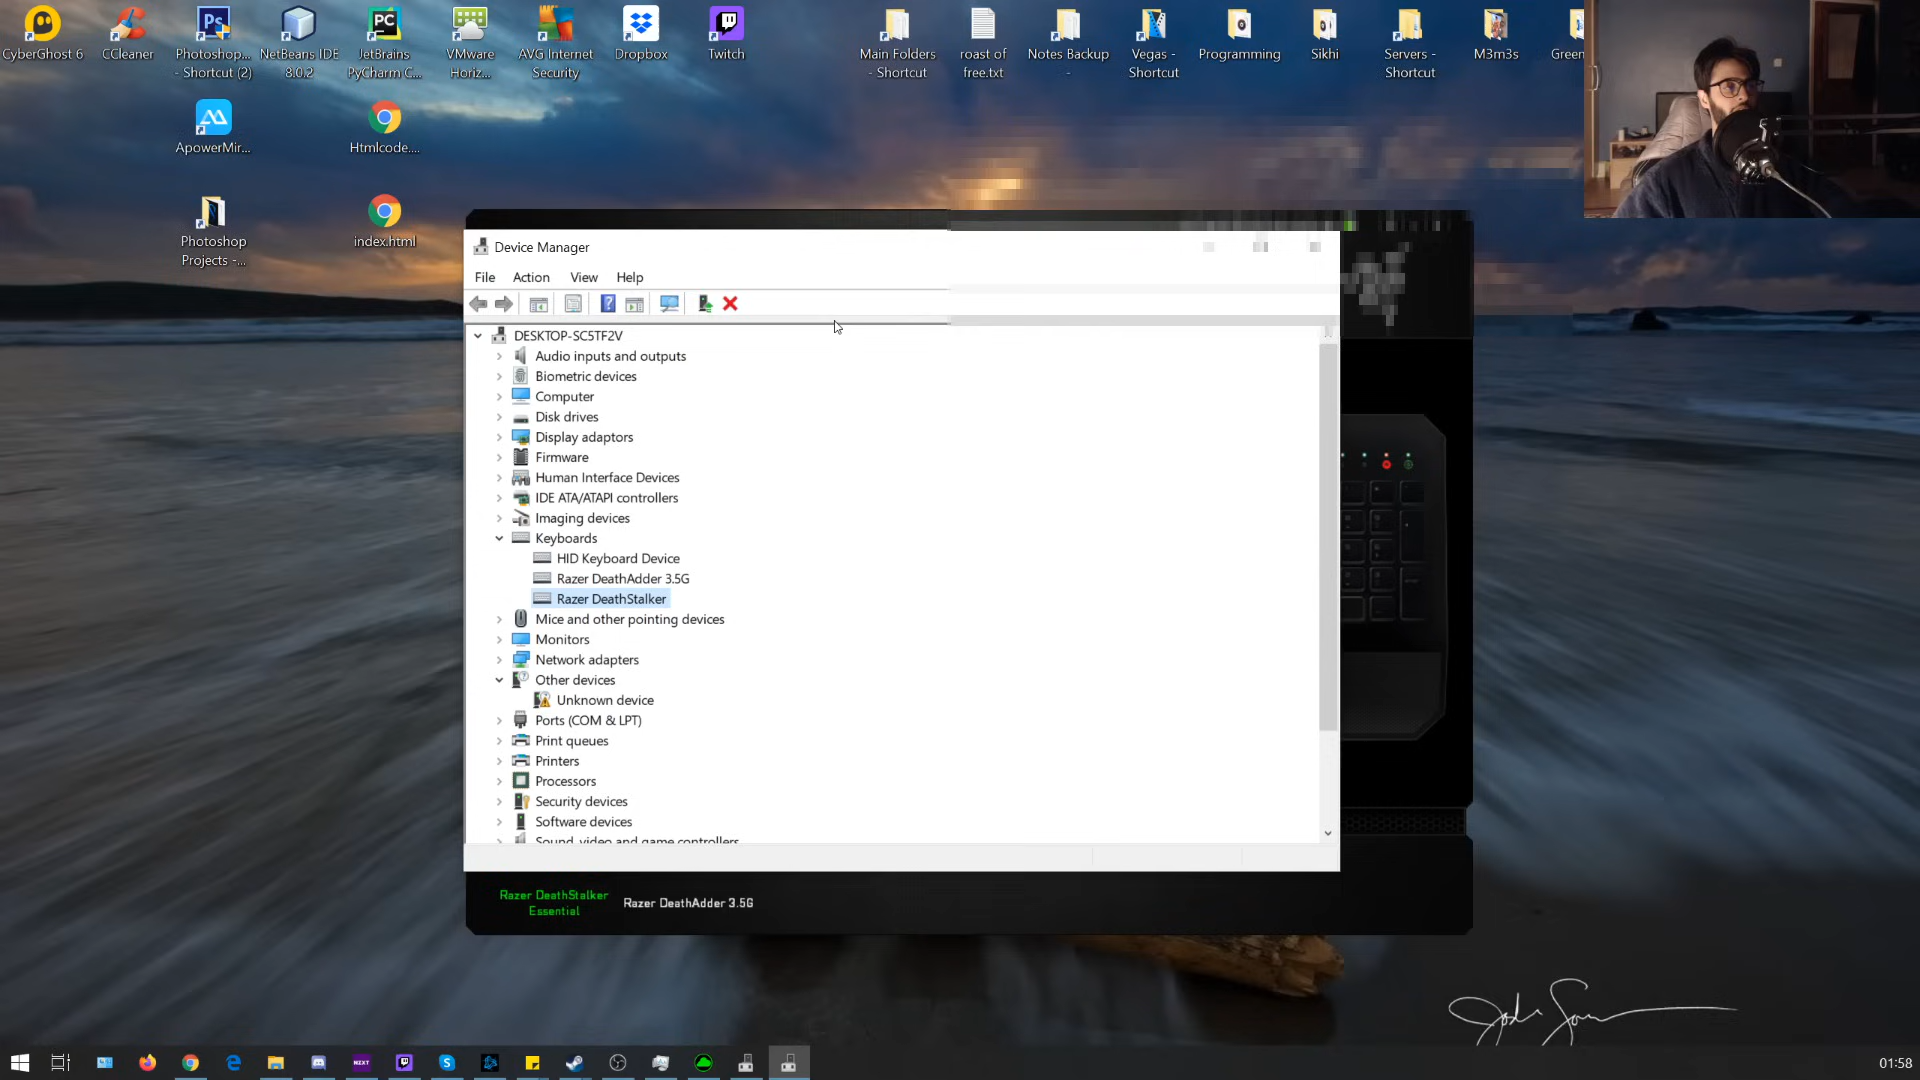 CyberGhost 6
CCleaner
Photoshop...
- Shortcut (2)
NetBeans IDE
8.0.2
JetBrains
PyCharm C...
VMware
Horiz...
AVG Internet
Security
Dropbox
Twitch
Main Folders
- Shortcut
roast of
free.txt
Notes Backup
-
Vegas -
Shortcut
Programming
Sikhi
Servers -
Shortcut
M3m3s
Green
ApowerMir...
Htmlcode....
Photoshop
Projects -...
index.html
Device Manager
File Action View Help
DESKTOP-SC5TF2V
Audio inputs and outputs
Biometric devices
Computer
Disk drives
Display adaptors
Firmware
Human Interface Devices
IDE ATA/ATAPI controllers
Imaging devices
Keyboards
HID Keyboard Device
Razer DeathAdder 3.5G
Razer DeathStalker
Mice and other pointing devices
Monitors
Network adapters
Other devices
Unknown device
Ports (COM & LPT)
Print queues
Printers
Processors
Security devices
Software devices
Sound, video and game controllers
Razer DeathStalker
Essential
Razer DeathAdder 3.5G
01:58